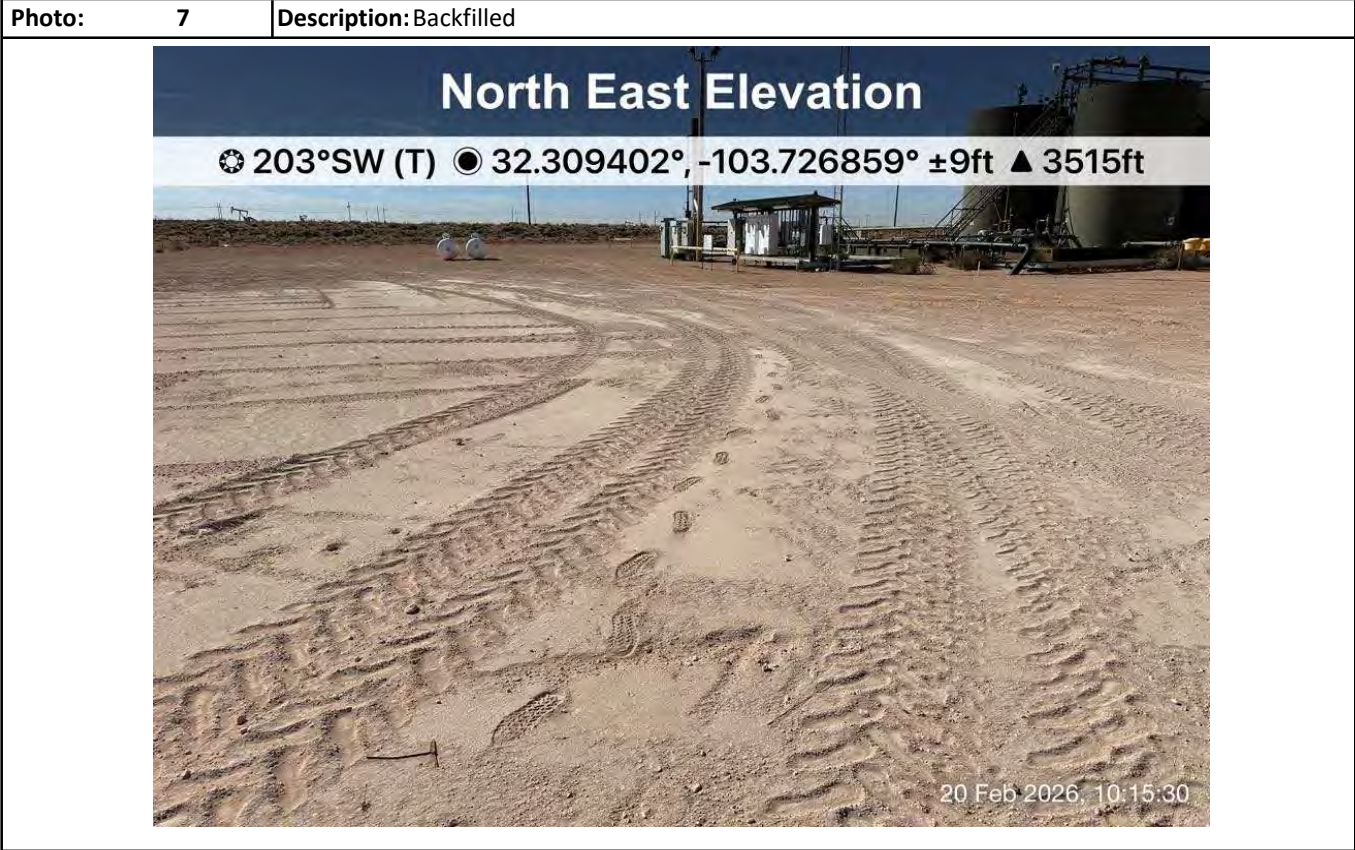 Photo: 7 Description: Backfilled
North East Elevation
203°SW (T) 32.309402°, -103.726859° ±9ft ▲ 3515ft
20 Feb 2026, 10:15:30